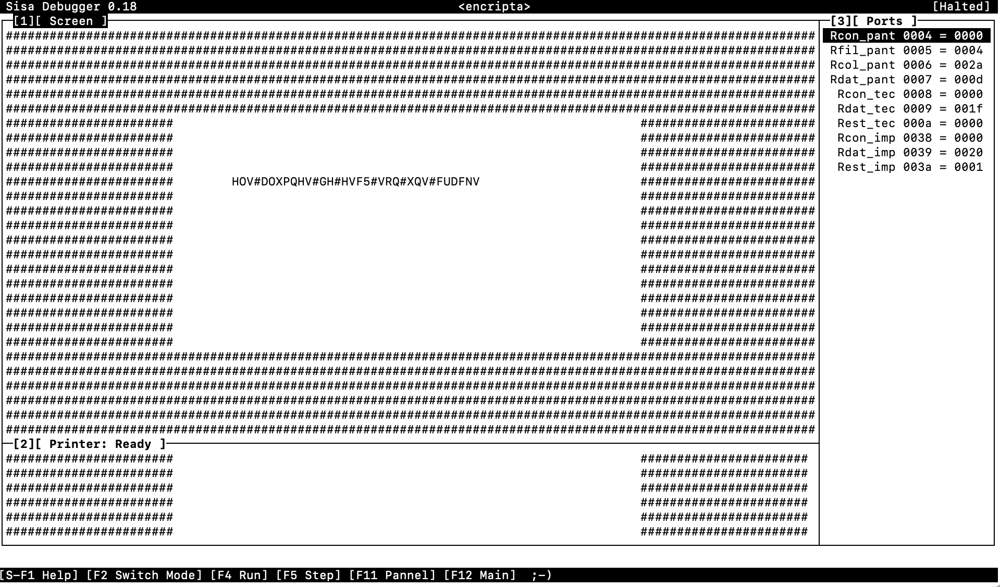 Sisa Debugger 0.18 <encripta> [Halted]
[1][ Screen ]
###############################################################################################################
###############################################################################################################
###############################################################################################################
###############################################################################################################
###############################################################################################################
###############################################################################################################
####################### ########################
####################### ########################
####################### ########################
####################### ########################
####################### HOV#DOXPQHV#GH#HVF5#VRQ#XQV#FUDFNV ########################
####################### ########################
####################### ########################
####################### ########################
####################### ########################
####################### ########################
####################### ########################
####################### ########################
####################### ########################
####################### ########################
####################### ########################
####################### ########################
###############################################################################################################
###############################################################################################################
###############################################################################################################
###############################################################################################################
###############################################################################################################
###############################################################################################################
[2][ Printer: Ready ]
####################### #######################
####################### #######################
####################### #######################
####################### #######################
####################### #######################
####################### #######################
[3][ Ports ]
Rcon_pant 0004 = 0000
Rfil_pant 0005 = 0004
Rcol_pant 0006 = 002a
Rdat_pant 0007 = 000d
Rcon_tec 0008 = 0000
Rdat_tec 0009 = 001f
Rest_tec 000a = 0000
Rcon_imp 0038 = 0000
Rdat_imp 0039 = 0020
Rest_imp 003a = 0001
[S-F1 Help] [F2 Switch Mode] [F4 Run] [F5 Step] [F11 Pannel] [F12 Main] ;-)